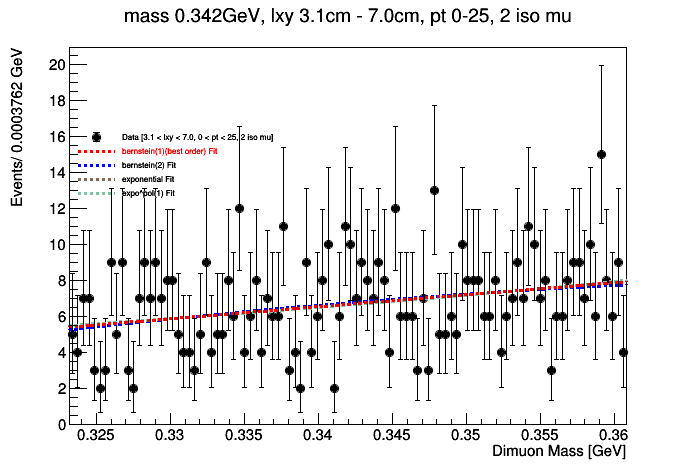 mass 0.342GeV, lxy 3.1cm - 7.0cm, pt 0-25, 2 iso mu
Events/ 0.0003762 GeV
20
18
16
14
12
10
8
6
4
2
0
Data [3.1 < lxy < 7.0, 0 < pt < 25, 2 iso mu]
bernstein(1)(best order) Fit
bernstein(2) Fit
exponential Fit
expo*pol(1) Fit
0.325 0.33 0.335 0.34 0.345 0.35 0.355 0.36
Dimuon Mass [GeV]